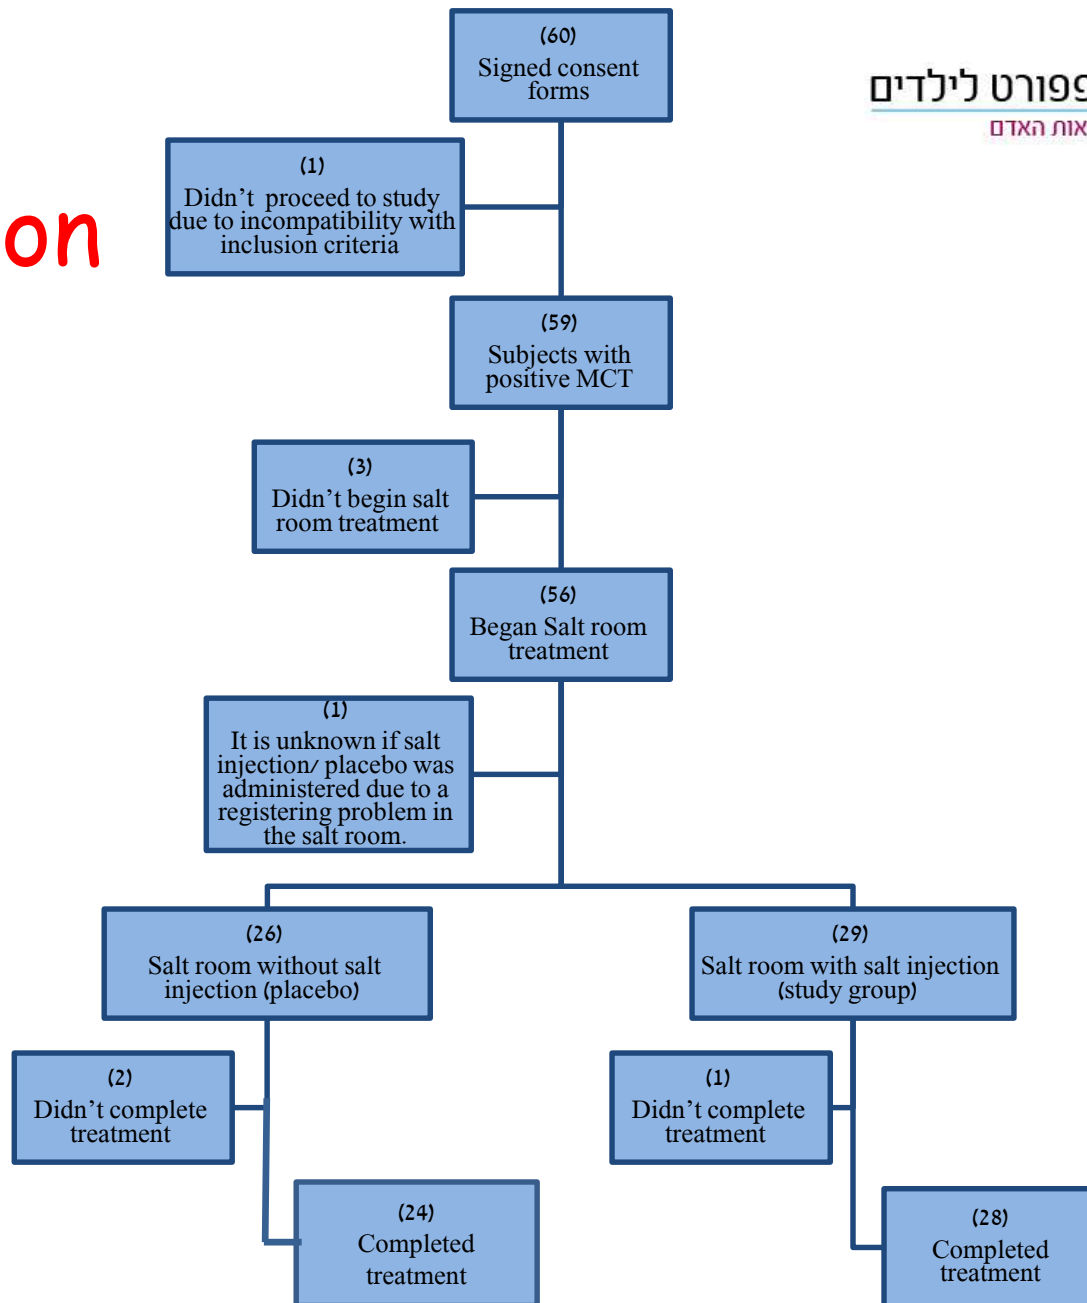 (60)
Signed consent
forms
פפורט לילדים
אות האדם
on
(1)
Didn't proceed to study
due to incompatibility with
inclusion criteria
(59)
Subjects with
positive MCT
(3)
Didn't begin salt
room treatment
(56)
Began Salt room
treatment
(1)
It is unknown if salt
injection/ placebo was
administered due to a
registering problem in
the salt room.
(26)
Salt room without salt
injection (placebo)
(29)
Salt room with salt injection
(study group)
(2)
Didn't complete
treatment
(1)
Didn't complete
treatment
(24)
Completed
treatment
(28)
Completed
treatment